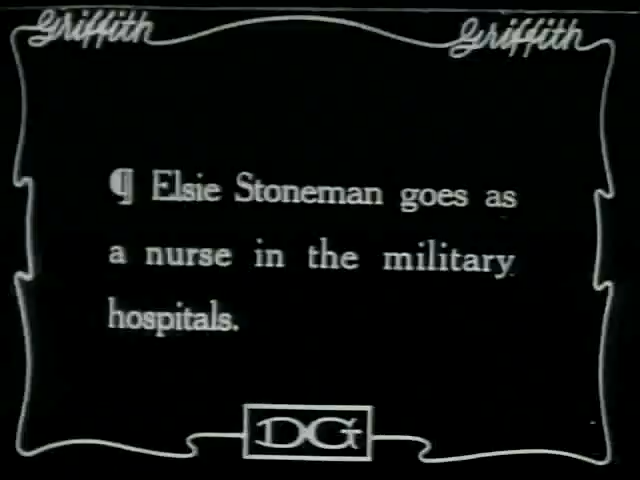 Griffith Griffith
¶ Elsie Stoneman goes as
a nurse in the military
hospitals.
DG